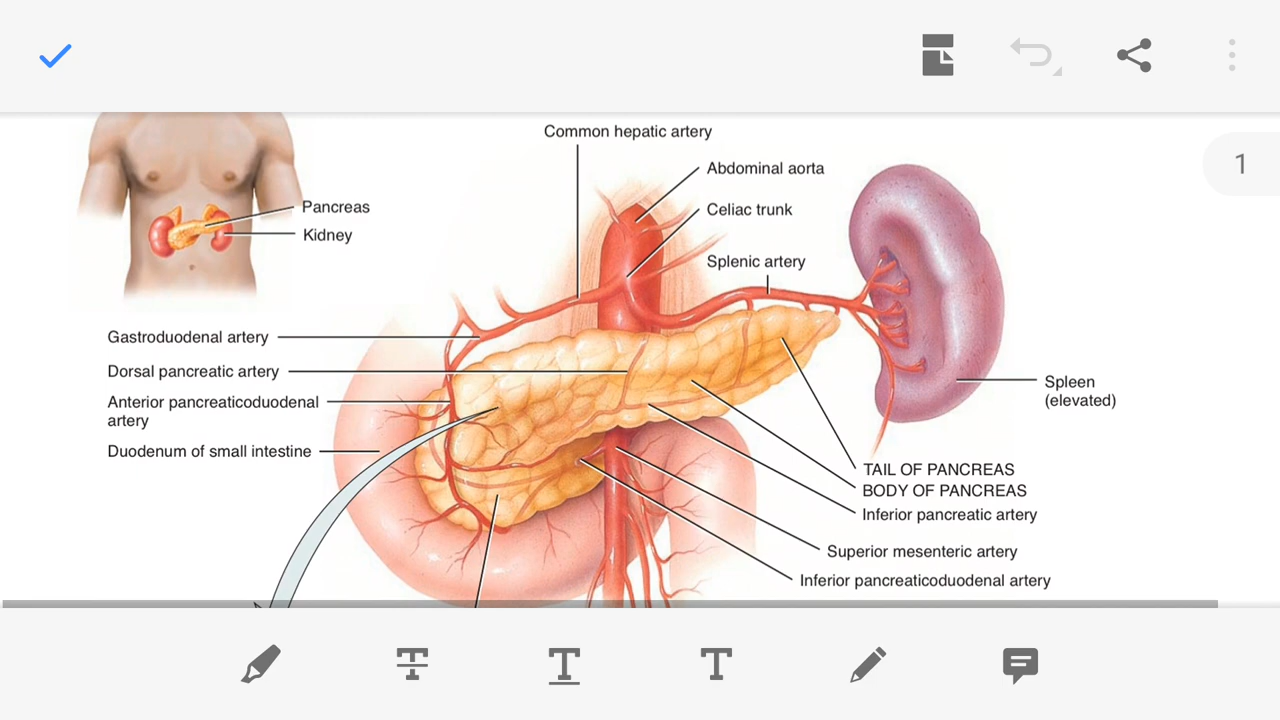 Common hepatic artery
1
Abdominal aorta
Pancreas
Celiac trunk
Kidney
Splenic artery
Gastroduodenal artery
Dorsal pancreatic artery
Spleen
(elevated)
Anterior pancreaticoduodenal
artery
Duodenum of small intestine
TAIL OF PANCREAS
BODY OF PANCREAS
Inferior pancreatic artery
Superior mesenteric artery
Inferior pancreaticoduodenal artery
T
T
T